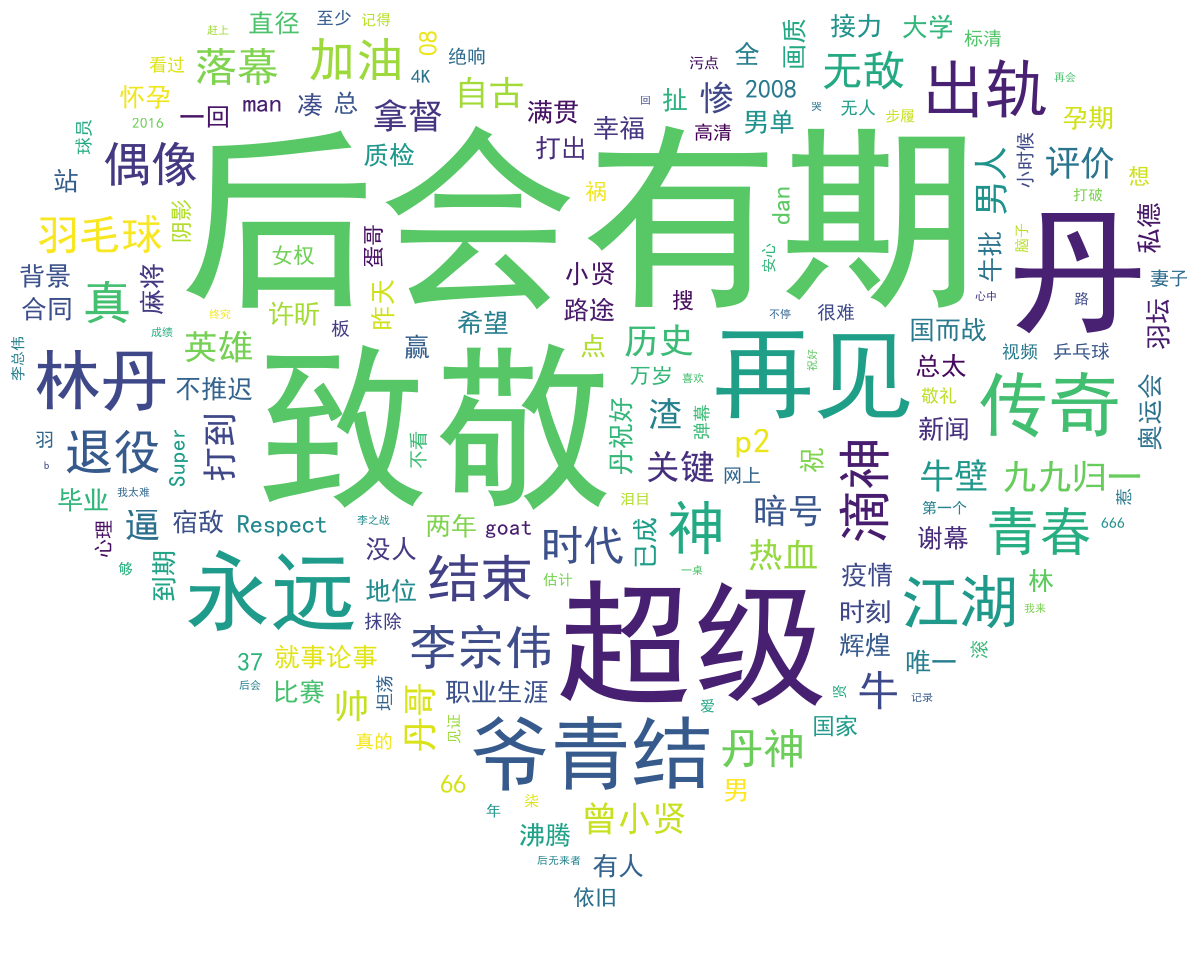 赶上
直径
至少
记得
08
绝响
接力
大学
标清
看过
落幕
加油
4K
污点
全
画质
无敌
出轨
再会
怀孕
man
凑
总
拿督
自古
满贯
回
扯
惨
2008
哭
无人
步履
孕期
球员
2016
一回
质检
打出
幸福
高清
男单
小时候
评价
想
站
偶像
后会有期
祸
dan
男人
打破
丹
私德
羽毛球
阴影
女权
蛋哥
安心
牛批
脑子
背景
麻将
小贤
妻子
合同
真
许昕
昨天
路途
搜
心中
路
羽坛
终究
板
希望
不停
很难
国而战
李总伟
成绩
英雄
赢
点
历史
再见
祝好
总太
视频
乒乓球
林丹
不推迟
致敬
万岁
喜欢
敬礼
传奇
奥运会
羽
退役
Super
打到
不看
丹祝好
渣
弹幕
p2
新闻
b
关键
网上
祝
滴神
牛壁
九九归一
毕业
我太难
泪目
暗号
第一个
惹
心理
逼
宿敌
Respect
李之战
两年
goat
已成
神
谢幕
青春
666
够
到期
没人
时代
热血
永远
地位
结束
估计
一桌
疫情
江湖
林
抹除
超级
时刻
我来
37
就事论事
李宗伟
辉煌
唯一
滚
后会
比赛
坦荡
职业生涯
贤
牛
记录
帅
丹哥
见证
爱
国家
真的
爷青结
丹神
66
柒
男
年
曾小贤
沸腾
后无来者
有人
依旧